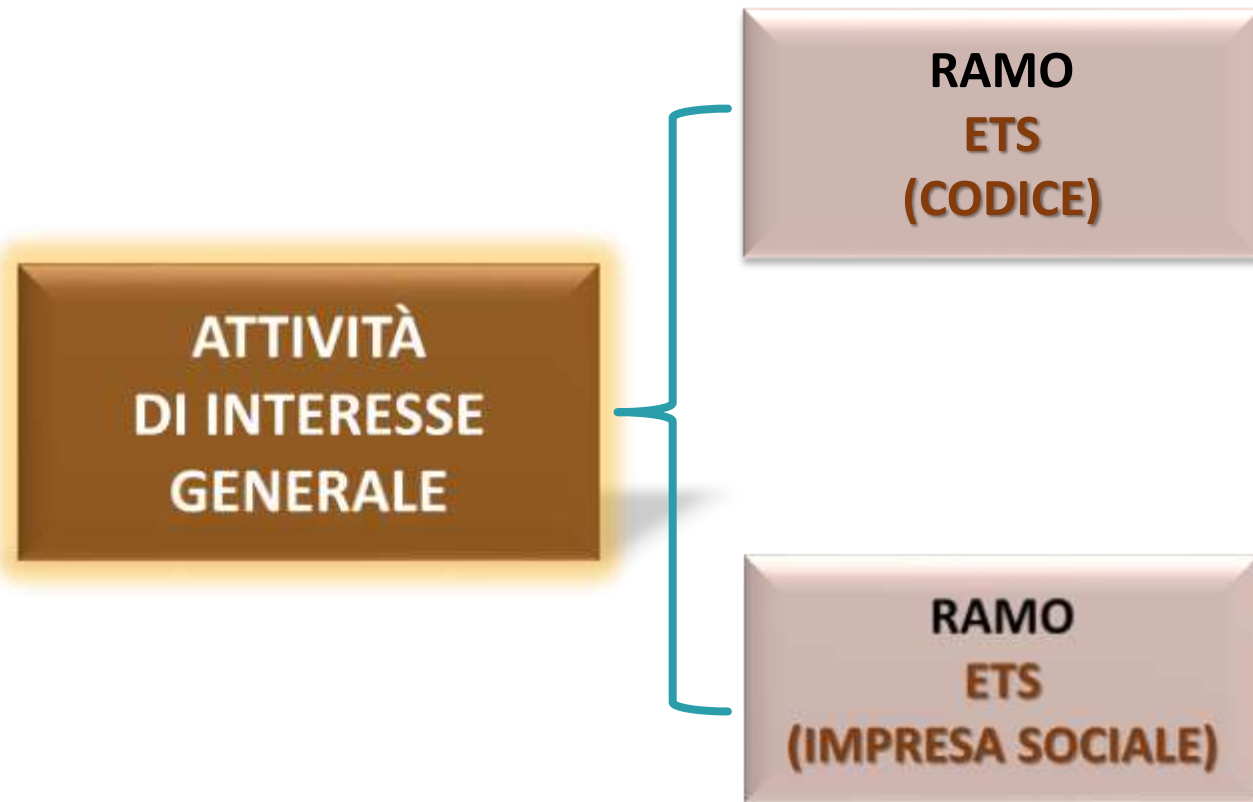 ATTIVITÀ
DI INTERESSE
GENERALE
RAMO
ETS
(CODICE)
RAMO
ETS
(IMPRESA SOCIALE)